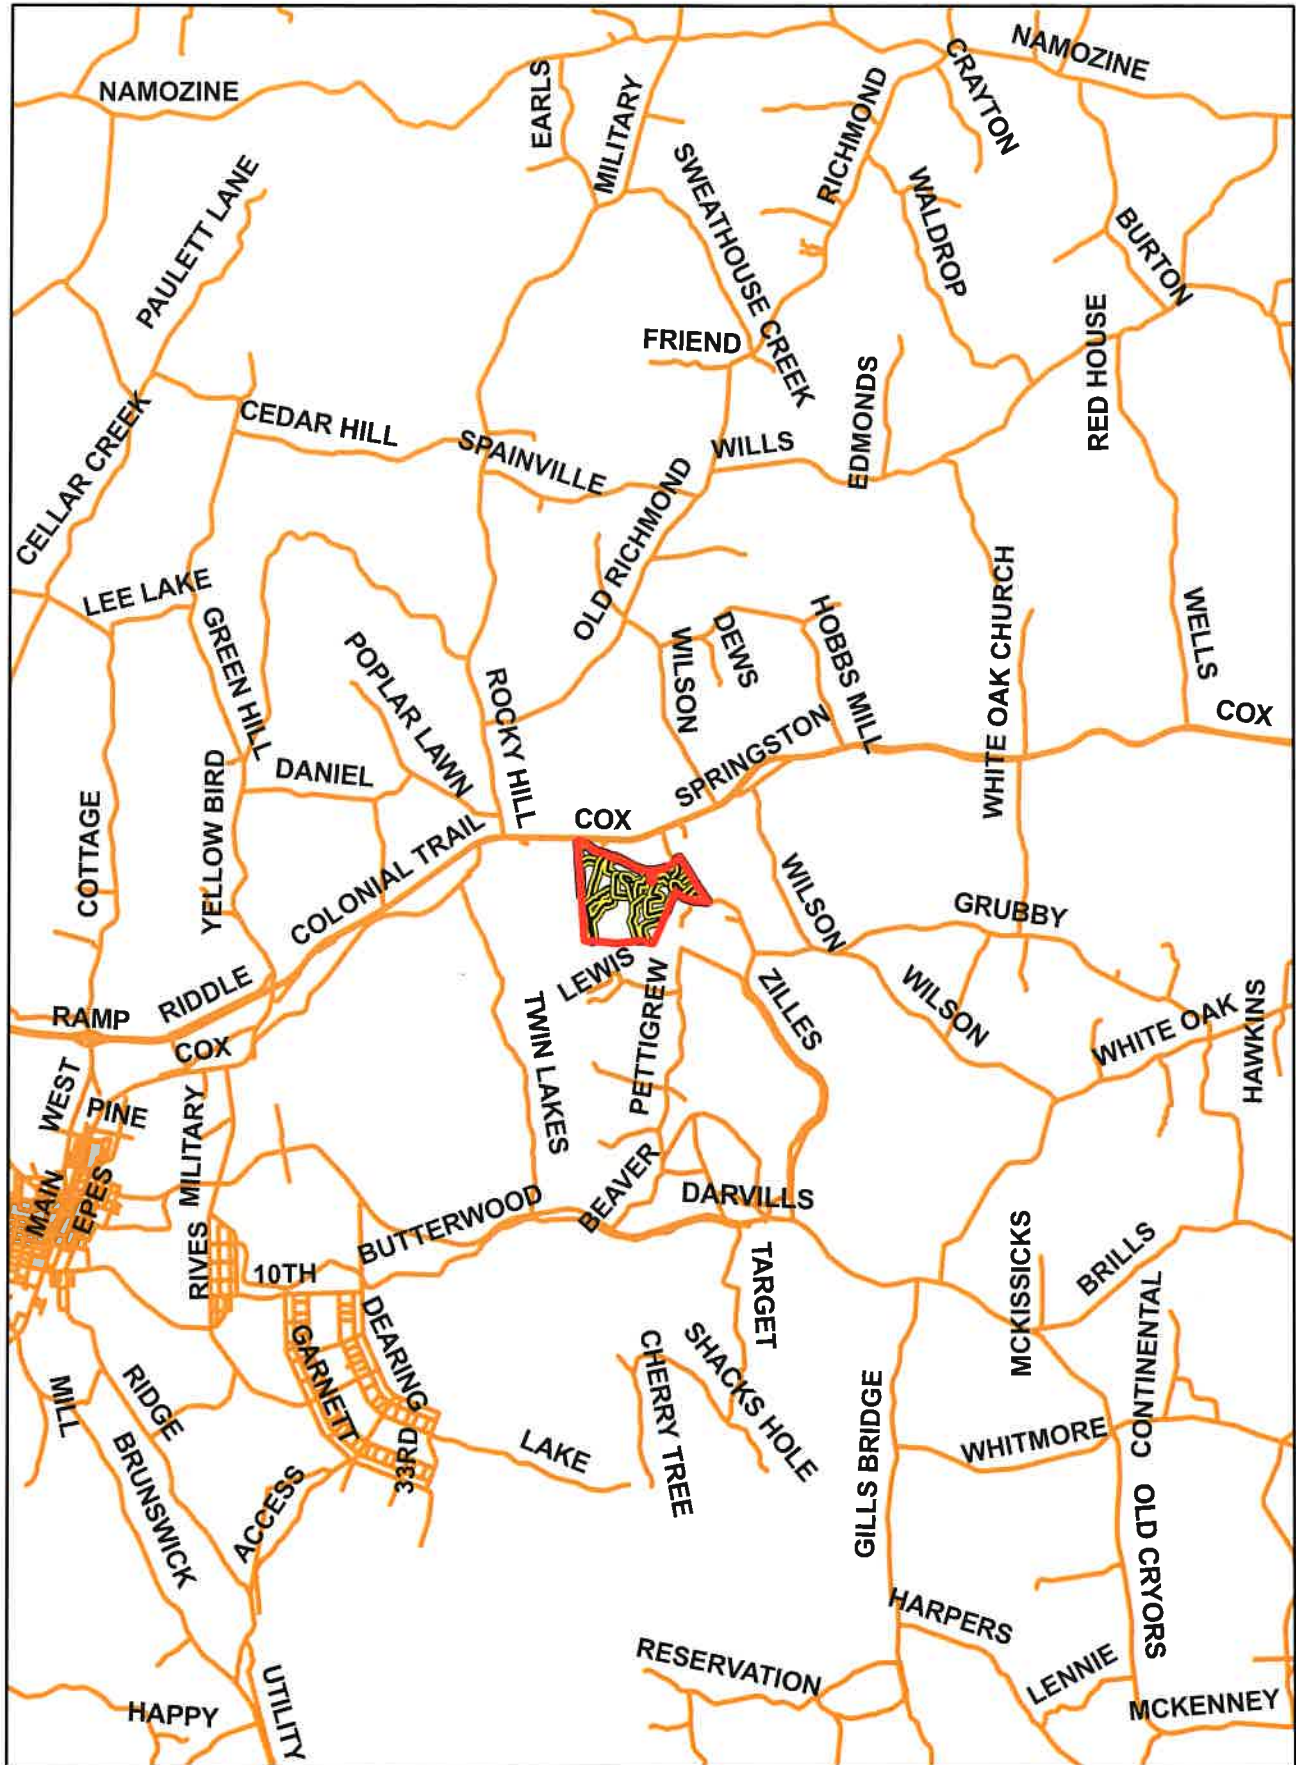 NAMOZINE
CRAYTON
NAMOZINE
EARLS
MILITARY
RICHMOND
SWEATHOUSE CREEK
WALDROP
PAULETT LANE
BURTON
RED HOUSE
FRIEND
EDMONDS
CEDAR HILL
SPAINVILLE
WILLS
CELLAR CREEK
OLD RICHMOND
LEE LAKE
GREEN HILL
POPLAR LAWN
ROCKY HILL
WILSON
DEWS
HOBBS MILL
WHITE OAK CHURCH
WELLS
COX
DANIEL
YELLOW BIRD
COTTAGE
COLONIAL TRAIL
COX
SPRINGSTON
WILSON
GRUBBY
RIDDLE
RAMP
COX
LEWIS
PETTIGREW
ZILLES
WILSON
WHITE OAK
HAWKINS
TWIN LAKES
WEST
PINE
MILITARY
MAIN
EPES
RIVES
BUTTERWOOD
BEAVER
DARVILLS
10TH
GARNETT
DEARING
TARGET
MCKISSICKS
BRILLS
CONTINENTAL
CHERRY TREE
SHACKS HOLE
GILLS BRIDGE
WHITMORE
MILL
RIDGE
BRUNSWICK
ACCESS
33RD
LAKE
OLD CRYORS
HARPERS
LENNIE
RESERVATION
MCKENNEY
HAPPY
UTILITY